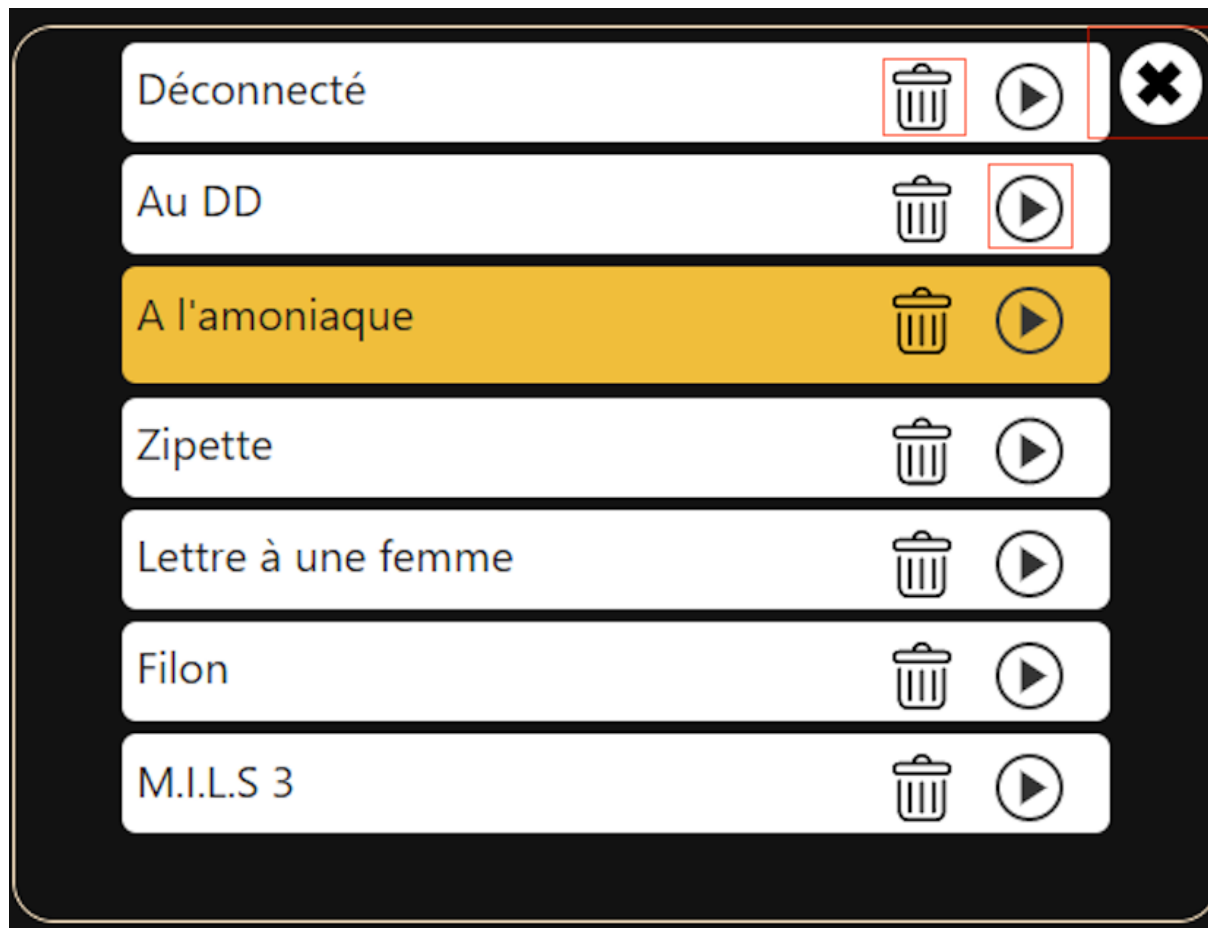 Déconnecté
Au DD
A l'amoniaque
Zipette
Lettre à une femme
Filon
M.I.L.S 3